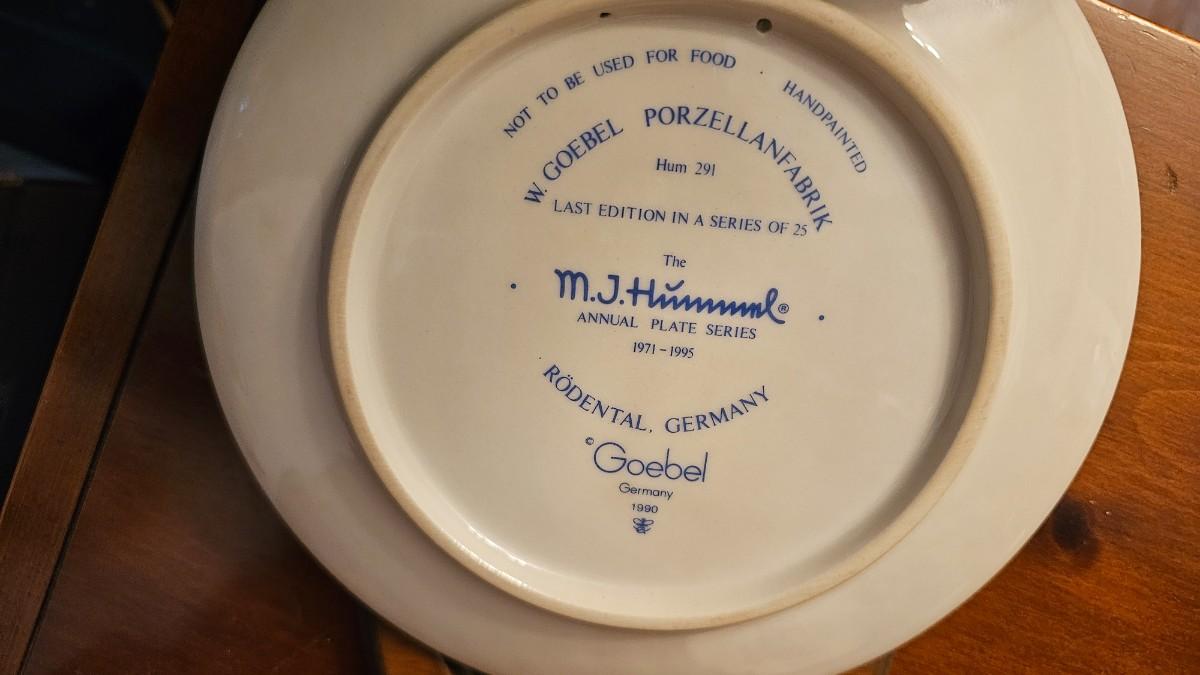 NOT TO BE USED FOR FOOD
HANDPAINTED
W. GOEBEL PORZELLANFABRIK
Hum 291
LAST EDITION IN A SERIES OF 25
The
M.J.Hummel®
ANNUAL PLATE SERIES
1971 – 1995
RÖDENTAL, GERMANY
© Goebel
Germany
1990